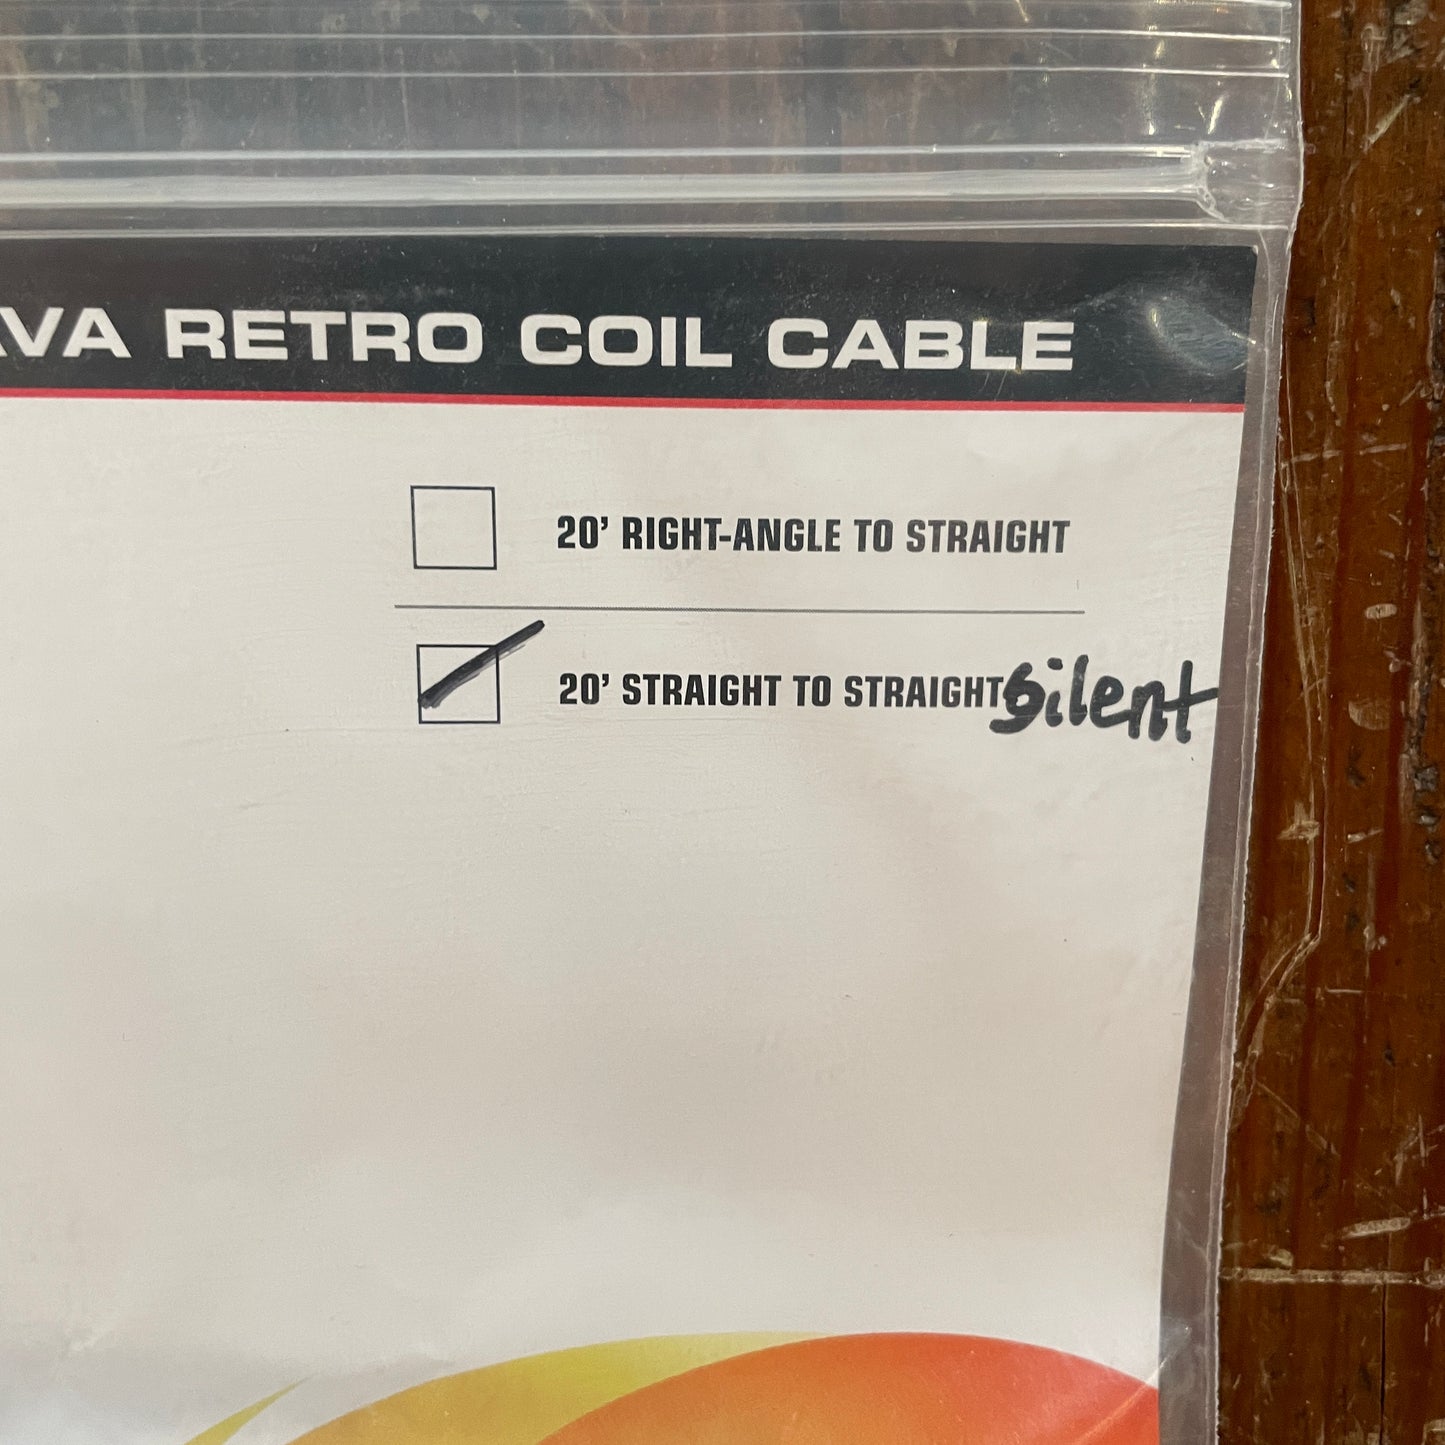 AVA RETRO COIL CABLE
20’ RIGHT-ANGLE TO STRAIGHT
20’ STRAIGHT TO STRAIGHT Silent